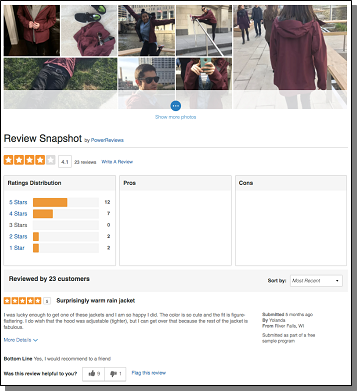 Show more photos
Review Snapshot by PowerReviews
4.1 23 reviews Write A Review
Ratings Distribution
Pros
Cons
5 Stars 12
4 Stars 7
3 Stars 0
2 Stars 2
1 Star 2
Reviewed by 23 customers
Sort by: Most Recent
5 Surprisingly warm rain jacket
I was lucky enough to get one of these jackets and I am so happy I did. The color is so cute and the fit is figure-
flattering. I do wish that the hood was adjustable (tighter), but I can get over that because the rest of the jacket is
fabulous.
More Details
Submitted 5 months ago
By Yolanda
From River Falls, WI
Submitted as part of a free
sample program
Bottom Line Yes, I would recommend to a friend
Was this review helpful to you? 9 1 Flag this review